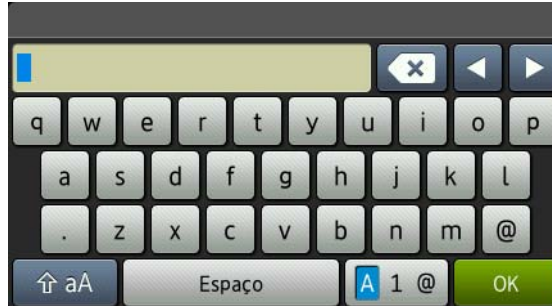 q w e r t y u i o p
a s d f g h j k l
. z x c v b n m @
aA Espaço A 1 @ OK